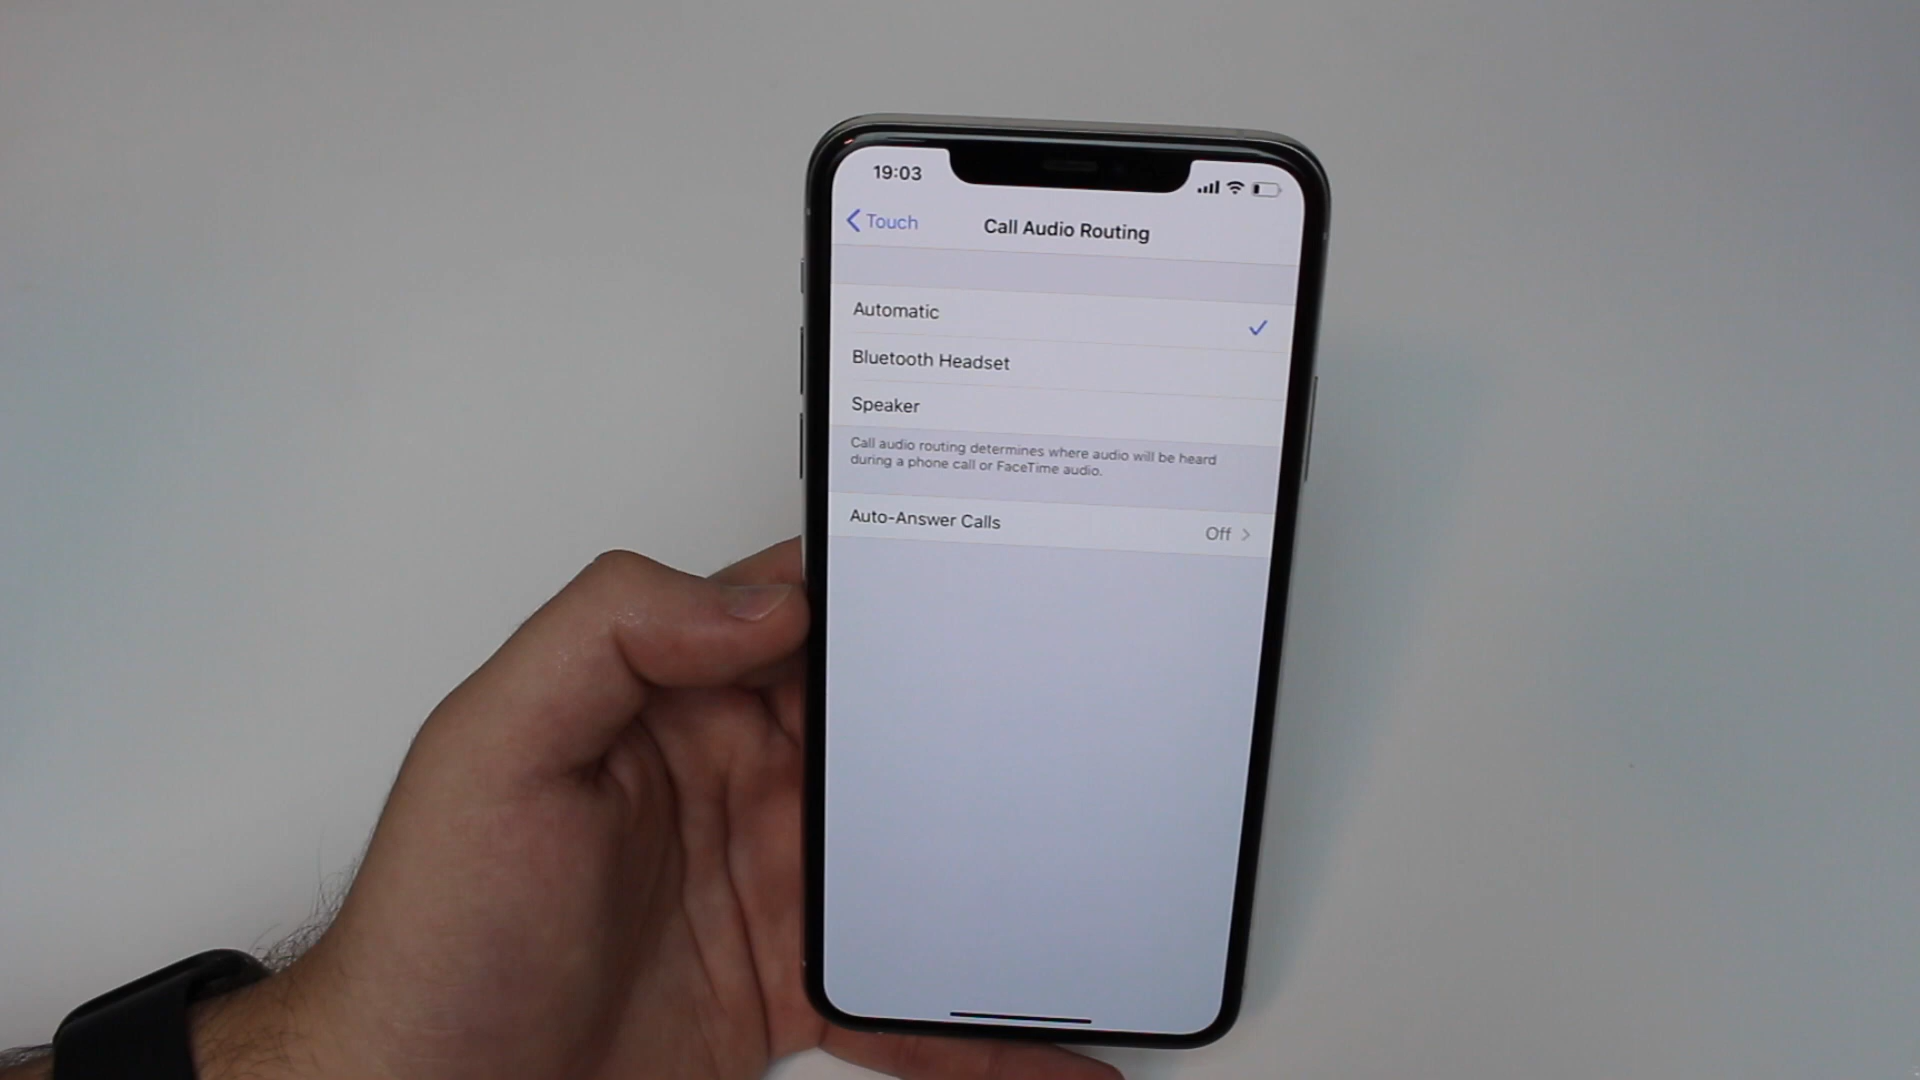 19:03
Touch
Call Audio Routing
Automatic
Bluetooth Headset
Speaker
Call audio routing determines where audio will be heard
during a phone call or FaceTime audio.
Auto-Answer Calls
Off